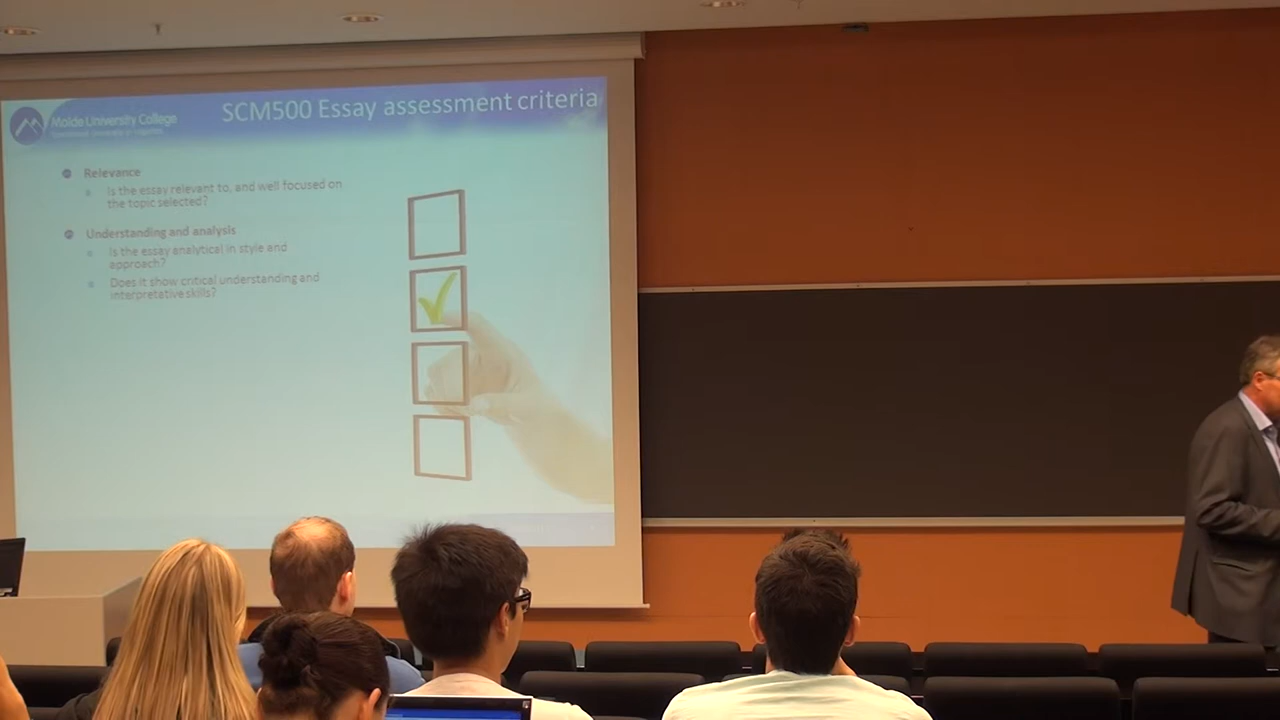 SCM500 Essay assessment criteria
Molde University College
Relevance
Is the essay relevant to, and well focused on
the topic selected?
Understanding and analysis
Is the essay analytical in style and
approach?
Does it show critical understanding and
interpretative skills?